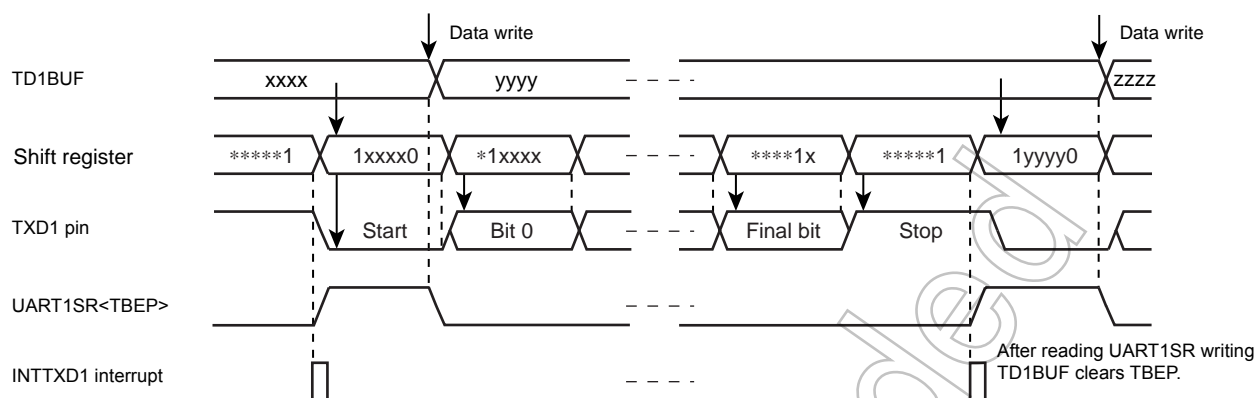 Data write
Data write
TD1BUF
xxxx
yyyy
zzzz
Shift register
*****1
1xxxx0
*1xxxx
****1x
*****1
1yyyy0
TXD1 pin
Start
Bit 0
Final bit
Stop
UART1SR<TBEP>
After reading UART1SR writing
TD1BUF clears TBEP.
INTTXD1 interrupt